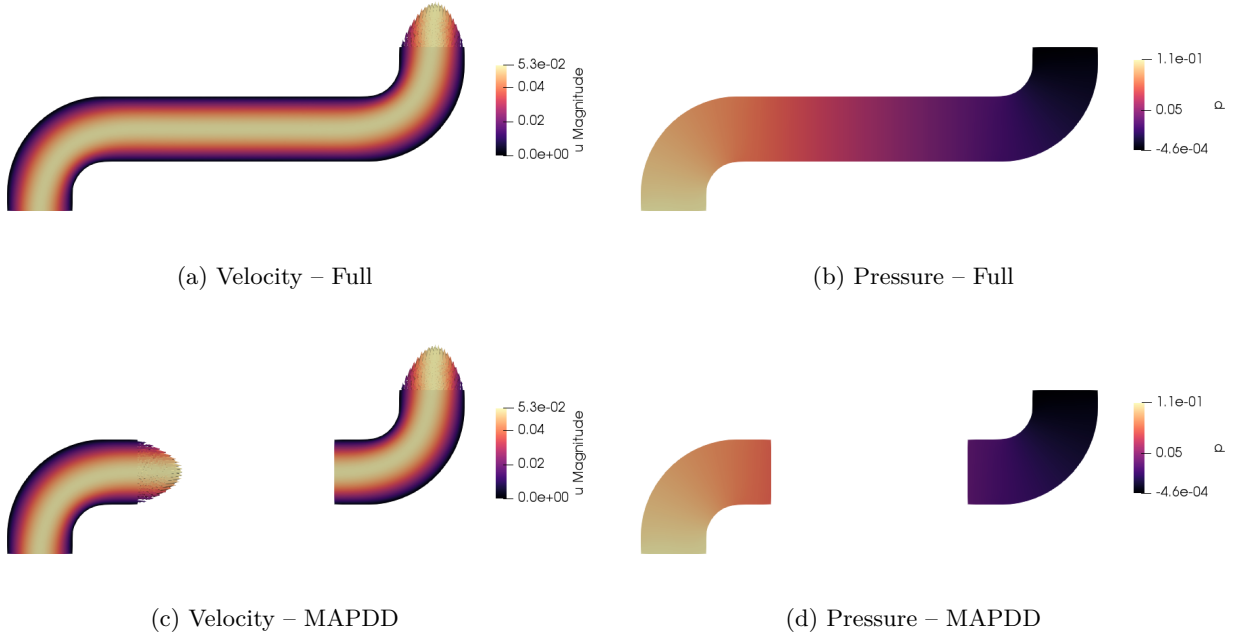 5.3e-02
0.04
0.02
0.0e+00
u Magnitude
1.1e-01
0.05
-4.6e-04
p
(a) Velocity – Full
(b) Pressure – Full
5.3e-02
0.04
0.02
0.0e+00
u Magnitude
1.1e-01
0.05
-4.6e-04
p
(c) Velocity – MAPDD
(d) Pressure – MAPDD